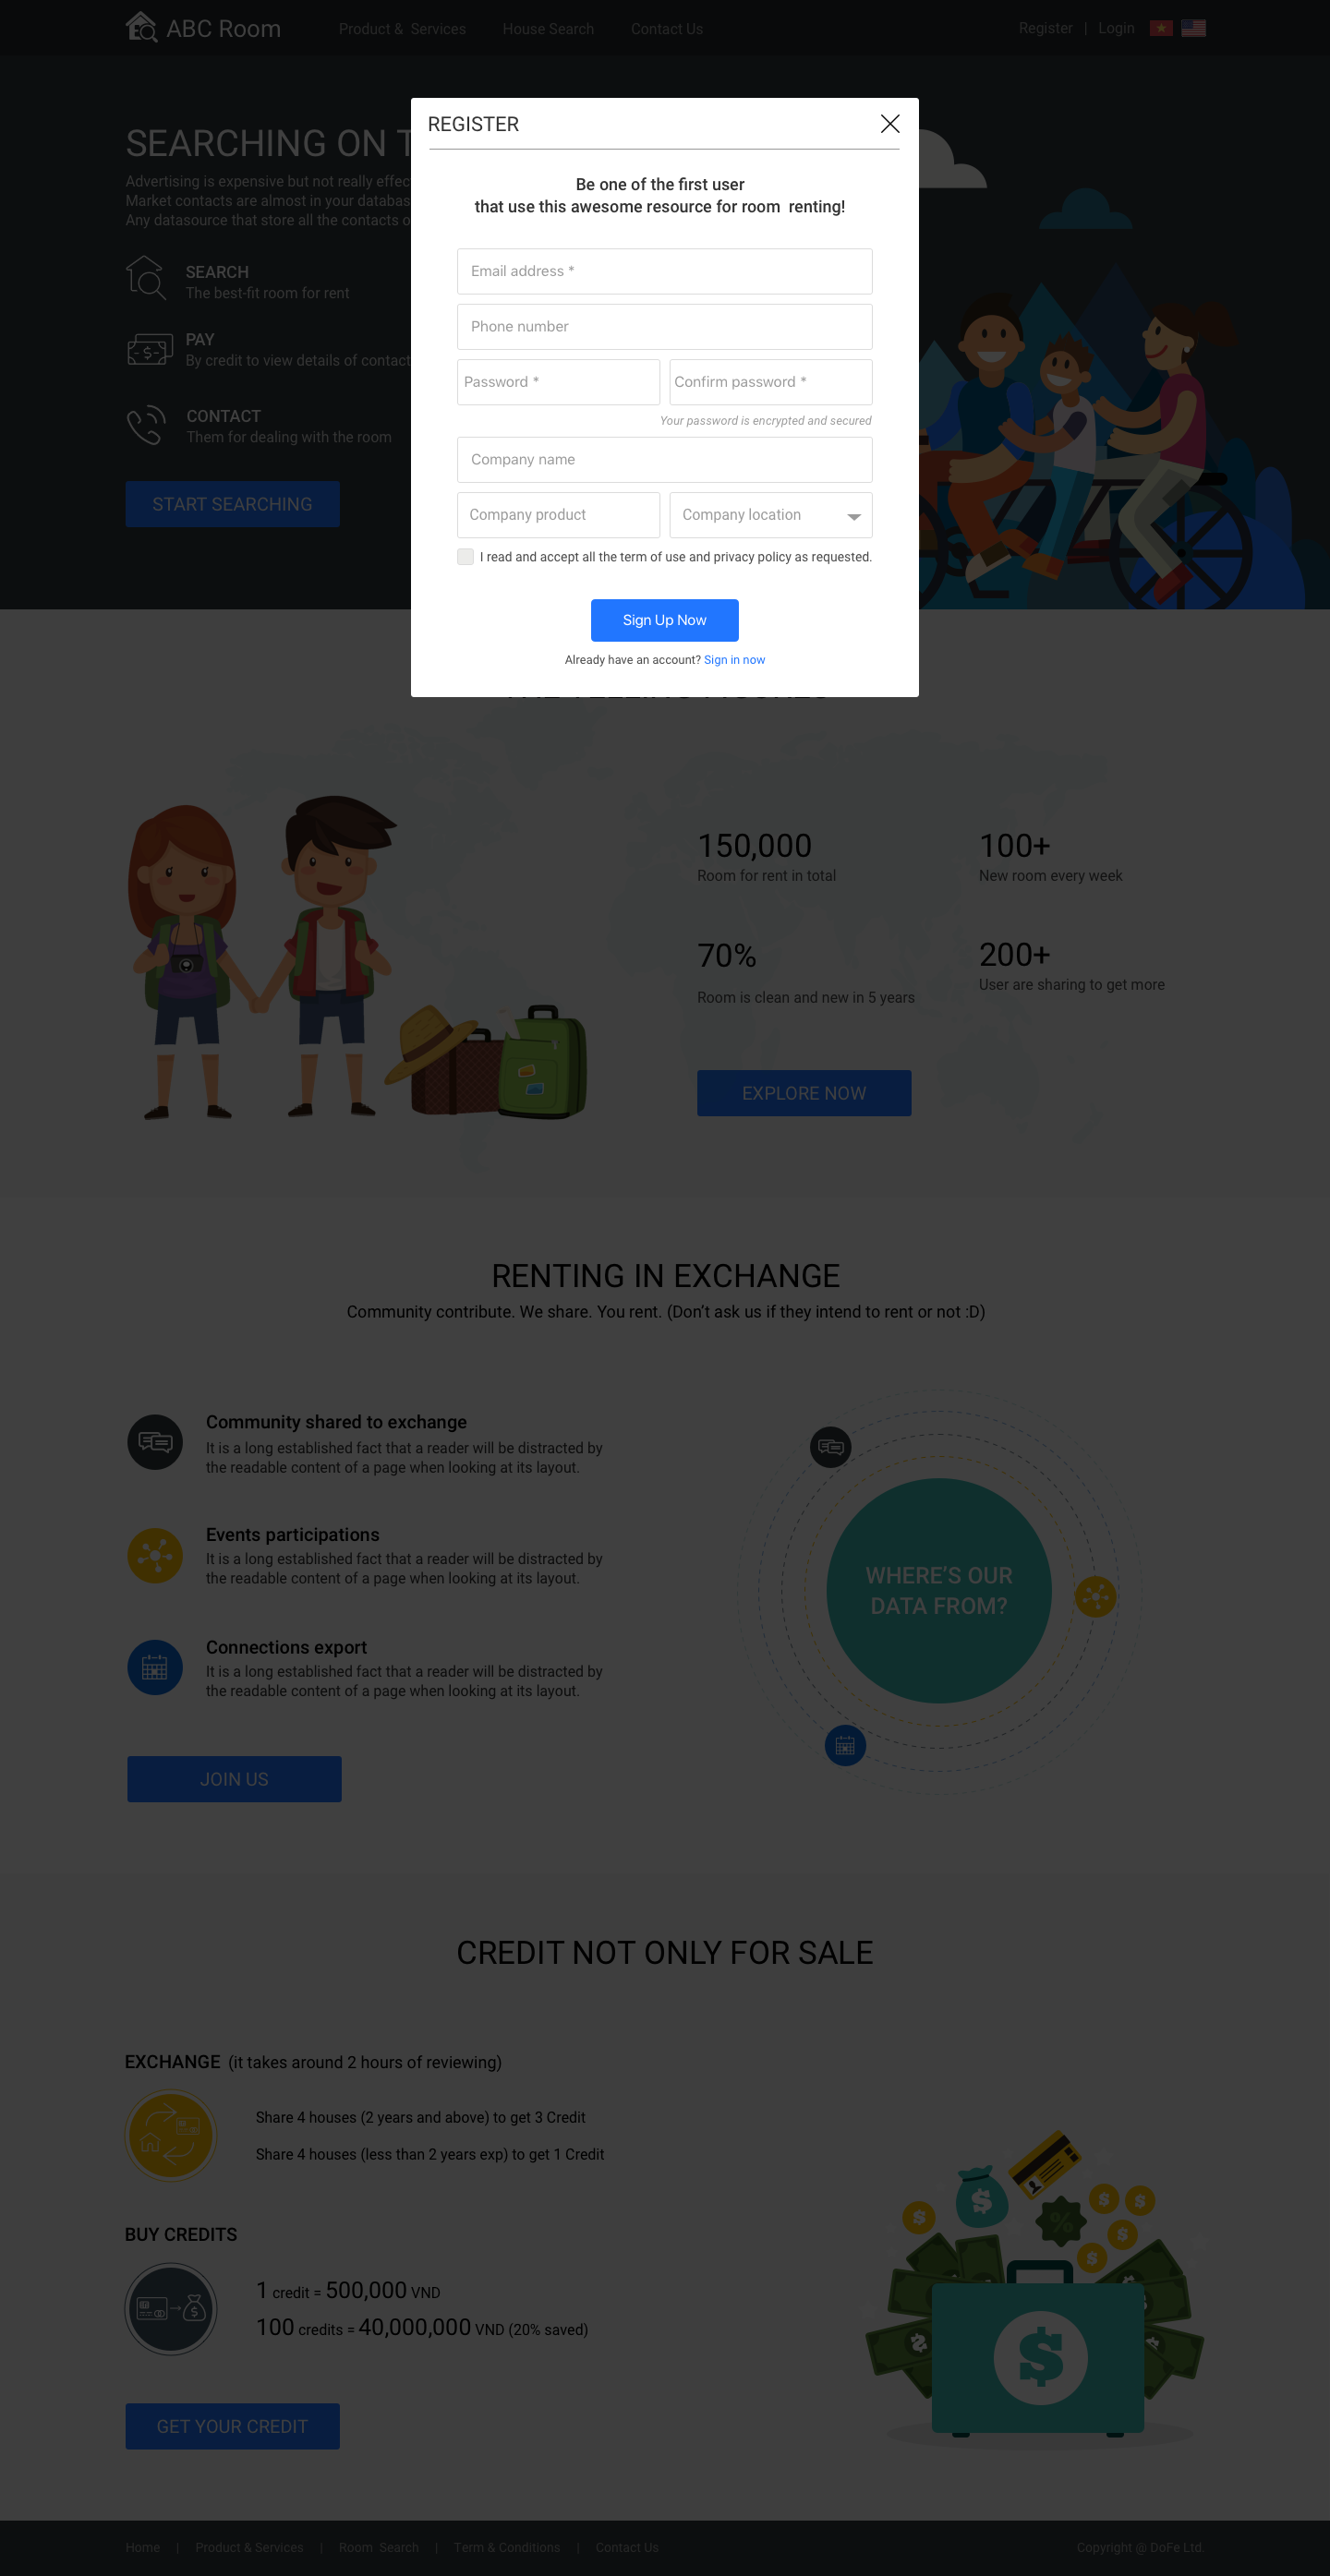 ABC Room
Product &  Services
House Search
Contact Us
Register | Login
REGISTER
SEARCHING ON
Advertising is expensive but not really
Market contacts are almost in your
Any datasource that store all the contacts
SEARCH
The best-fit room for rent
PAY
By credit to view details of contact
CONTACT
Them for dealing with the room
START SEARCHING
Be one of the first user
that use this awesome resource for room  renting!
Email address *
Phone number
Password *
Confirm password *
Your password is encrypted and secured
Company name
Company product
Company location
I read and accept all the term of use and privacy policy as requested.
Sign Up Now
Already have an account? Sign in now
150,000
Room for rent in total
100+
New room every week
70%
Room is clean and new in 5 years
200+
User are sharing to get more
EXPLORE NOW
RENTING IN EXCHANGE
Community contribute. We share. You rent. (Don't ask us if they intend to rent or not :D)
Community shared to exchange
It is a long established fact that a reader will be distracted by
the readable content of a page when looking at its layout.
Events participations
It is a long established fact that a reader will be distracted by
the readable content of a page when looking at its layout.
Connections export
It is a long established fact that a reader will be distracted by
the readable content of a page when looking at its layout.
WHERE'S OUR
DATA FROM?
JOIN US
CREDIT NOT ONLY FOR SALE
EXCHANGE (it takes around 2 hours of reviewing)
Share 4 houses (2 years and above) to get 3 Credit
Share 4 houses (less than 2 years exp) to get 1 Credit
BUY CREDITS
1 credit = 500,000 VND
100 credits = 40,000,000 VND (20% saved)
GET YOUR CREDIT
Home | Product & Services | Room  Search | Term & Conditions | Contact Us
Copyright @ DoFe Ltd.